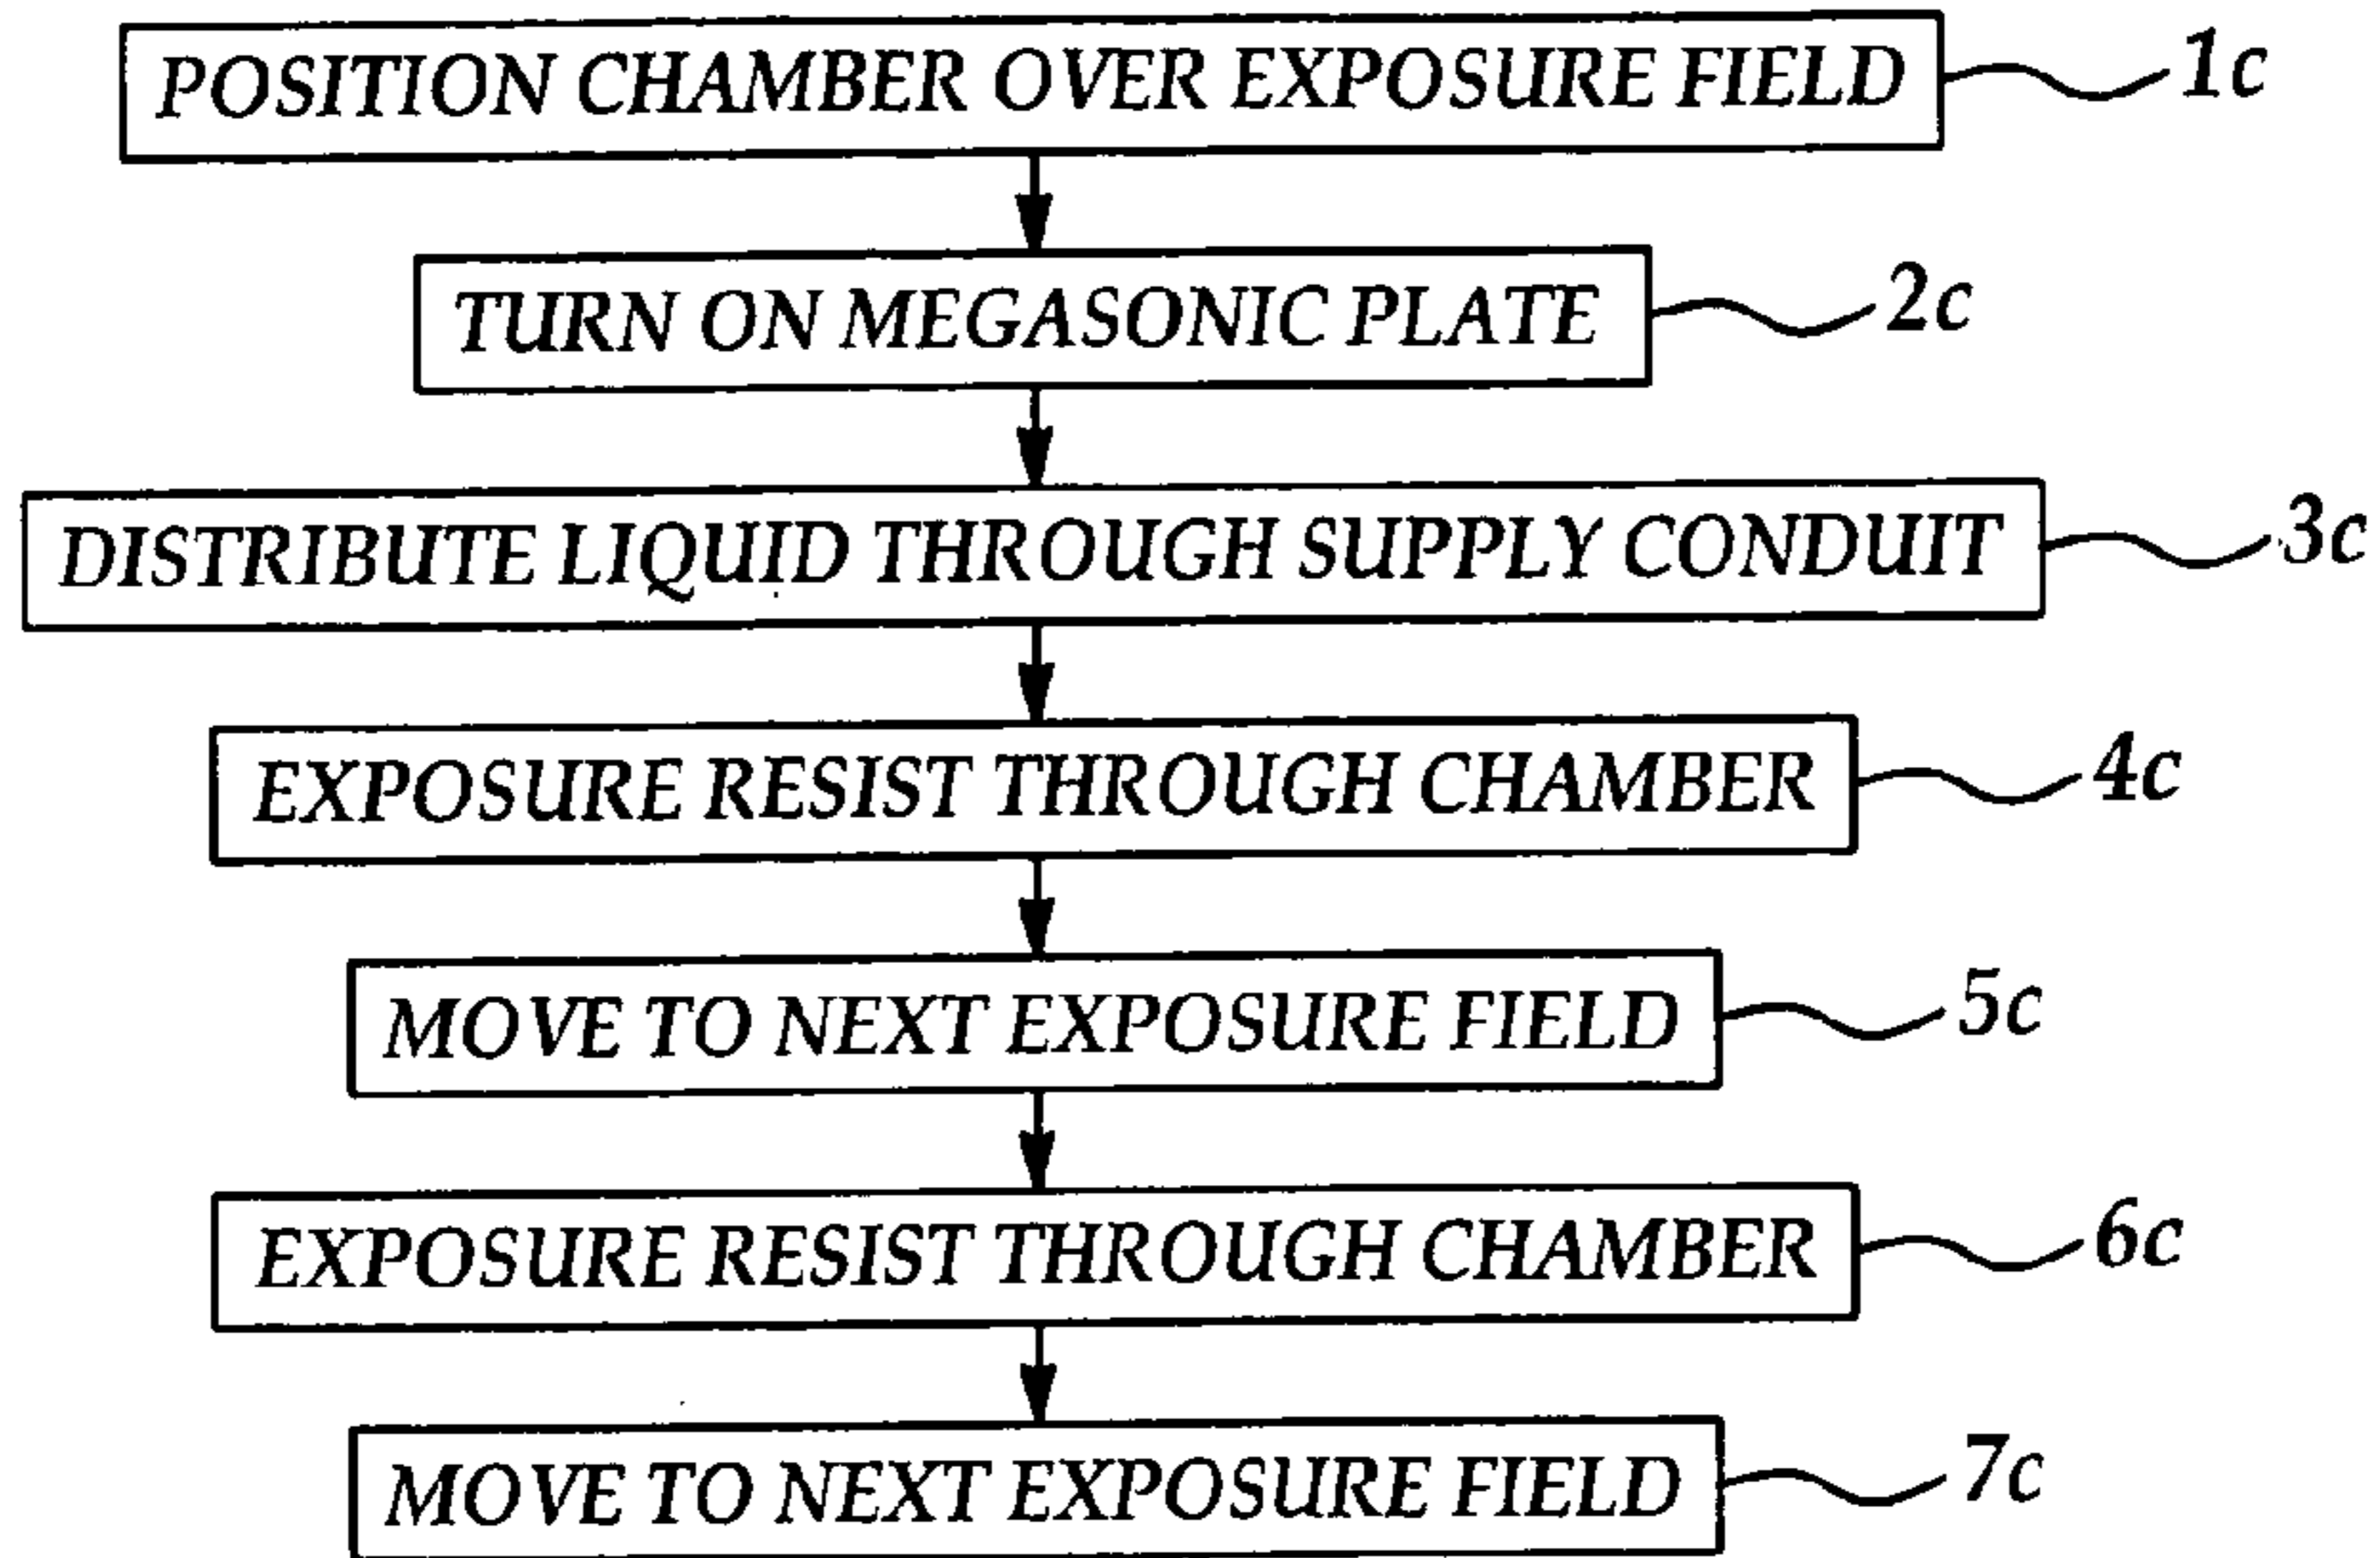 POSITION CHAMBER OVER EXPOSURE FIELD 1c
TURN ON MEGASONIC PLATE 2c
DISTRIBUTE LIQUID THROUGH SUPPLY CONDUIT 3c
EXPOSURE RESIST THROUGH CHAMBER 4c
MOVE TO NEXT EXPOSURE FIELD 5c
EXPOSURE RESIST THROUGH CHAMBER 6c
MOVE TO NEXT EXPOSURE FIELD 7c